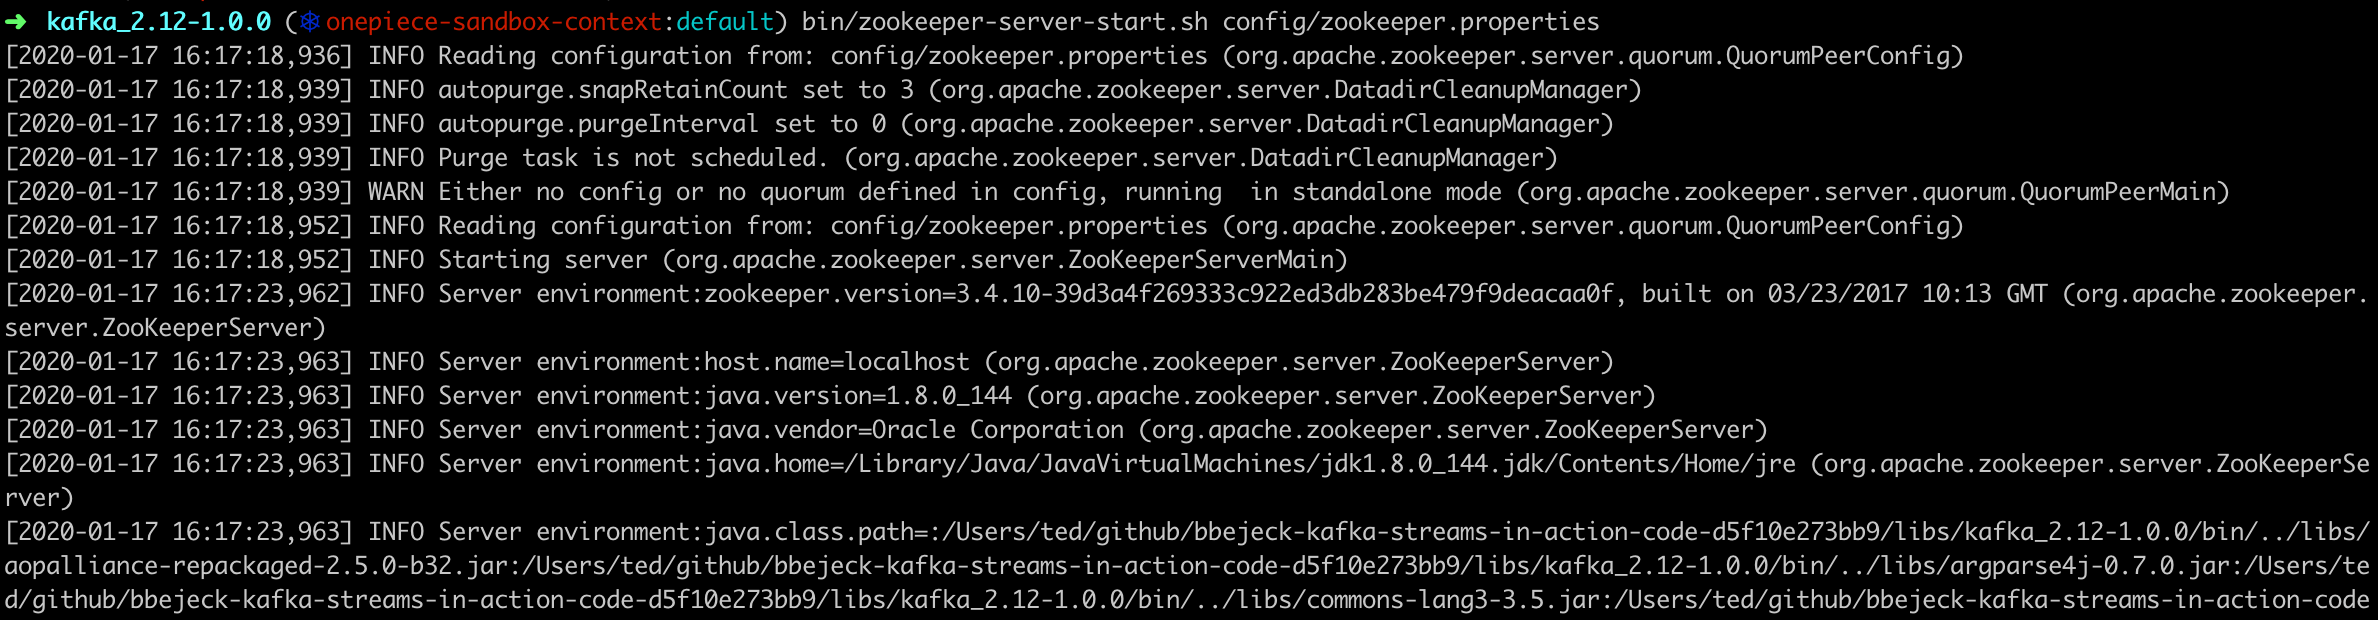 ➜ kafka_2.12-1.0.0 (⎈ onepiece-sandbox-context:default) bin/zookeeper-server-start.sh config/zookeeper.properties
[2020-01-17 16:17:18,936] INFO Reading configuration from: config/zookeeper.properties (org.apache.zookeeper.server.quorum.QuorumPeerConfig)
[2020-01-17 16:17:18,939] INFO autopurge.snapRetainCount set to 3 (org.apache.zookeeper.server.DatadirCleanupManager)
[2020-01-17 16:17:18,939] INFO autopurge.purgeInterval set to 0 (org.apache.zookeeper.server.DatadirCleanupManager)
[2020-01-17 16:17:18,939] INFO Purge task is not scheduled. (org.apache.zookeeper.server.DatadirCleanupManager)
[2020-01-17 16:17:18,939] WARN Either no config or no quorum defined in config, running  in standalone mode (org.apache.zookeeper.server.quorum.QuorumPeerMain)
[2020-01-17 16:17:18,952] INFO Reading configuration from: config/zookeeper.properties (org.apache.zookeeper.server.quorum.QuorumPeerConfig)
[2020-01-17 16:17:18,952] INFO Starting server (org.apache.zookeeper.server.ZooKeeperServerMain)
[2020-01-17 16:17:23,962] INFO Server environment:zookeeper.version=3.4.10-39d3a4f269333c922ed3db283be479f9deacaa0f, built on 03/23/2017 10:13 GMT (org.apache.zookeeper.
server.ZooKeeperServer)
[2020-01-17 16:17:23,963] INFO Server environment:host.name=localhost (org.apache.zookeeper.server.ZooKeeperServer)
[2020-01-17 16:17:23,963] INFO Server environment:java.version=1.8.0_144 (org.apache.zookeeper.server.ZooKeeperServer)
[2020-01-17 16:17:23,963] INFO Server environment:java.vendor=Oracle Corporation (org.apache.zookeeper.server.ZooKeeperServer)
[2020-01-17 16:17:23,963] INFO Server environment:java.home=/Library/Java/JavaVirtualMachines/jdk1.8.0_144.jdk/Contents/Home/jre (org.apache.zookeeper.server.ZooKeeperSe
rver)
[2020-01-17 16:17:23,963] INFO Server environment:java.class.path=:/Users/ted/github/bbejeck-kafka-streams-in-action-code-d5f10e273bb9/libs/kafka_2.12-1.0.0/bin/../libs/
aopalliance-repackaged-2.5.0-b32.jar:/Users/ted/github/bbejeck-kafka-streams-in-action-code-d5f10e273bb9/libs/kafka_2.12-1.0.0/bin/../libs/argparse4j-0.7.0.jar:/Users/te
d/github/bbejeck-kafka-streams-in-action-code-d5f10e273bb9/libs/kafka_2.12-1.0.0/bin/../libs/commons-lang3-3.5.jar:/Users/ted/github/bbejeck-kafka-streams-in-action-code